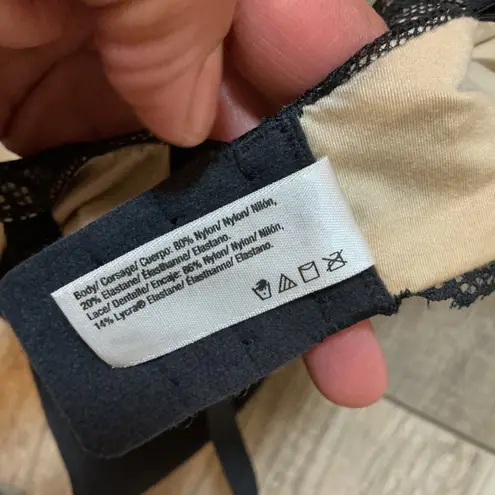 Body/ Corsage/ Cuerpo: 80% Nylon/ Nylon/ Nilón,
20% Elastane/ Élasthanne/ Elastano.
Lace/ Dentelle/ Encaje: 86% Nylon/ Nylon/ Nilón,
14% Lycra® Elastane/ Élasthanne/ Elastano.